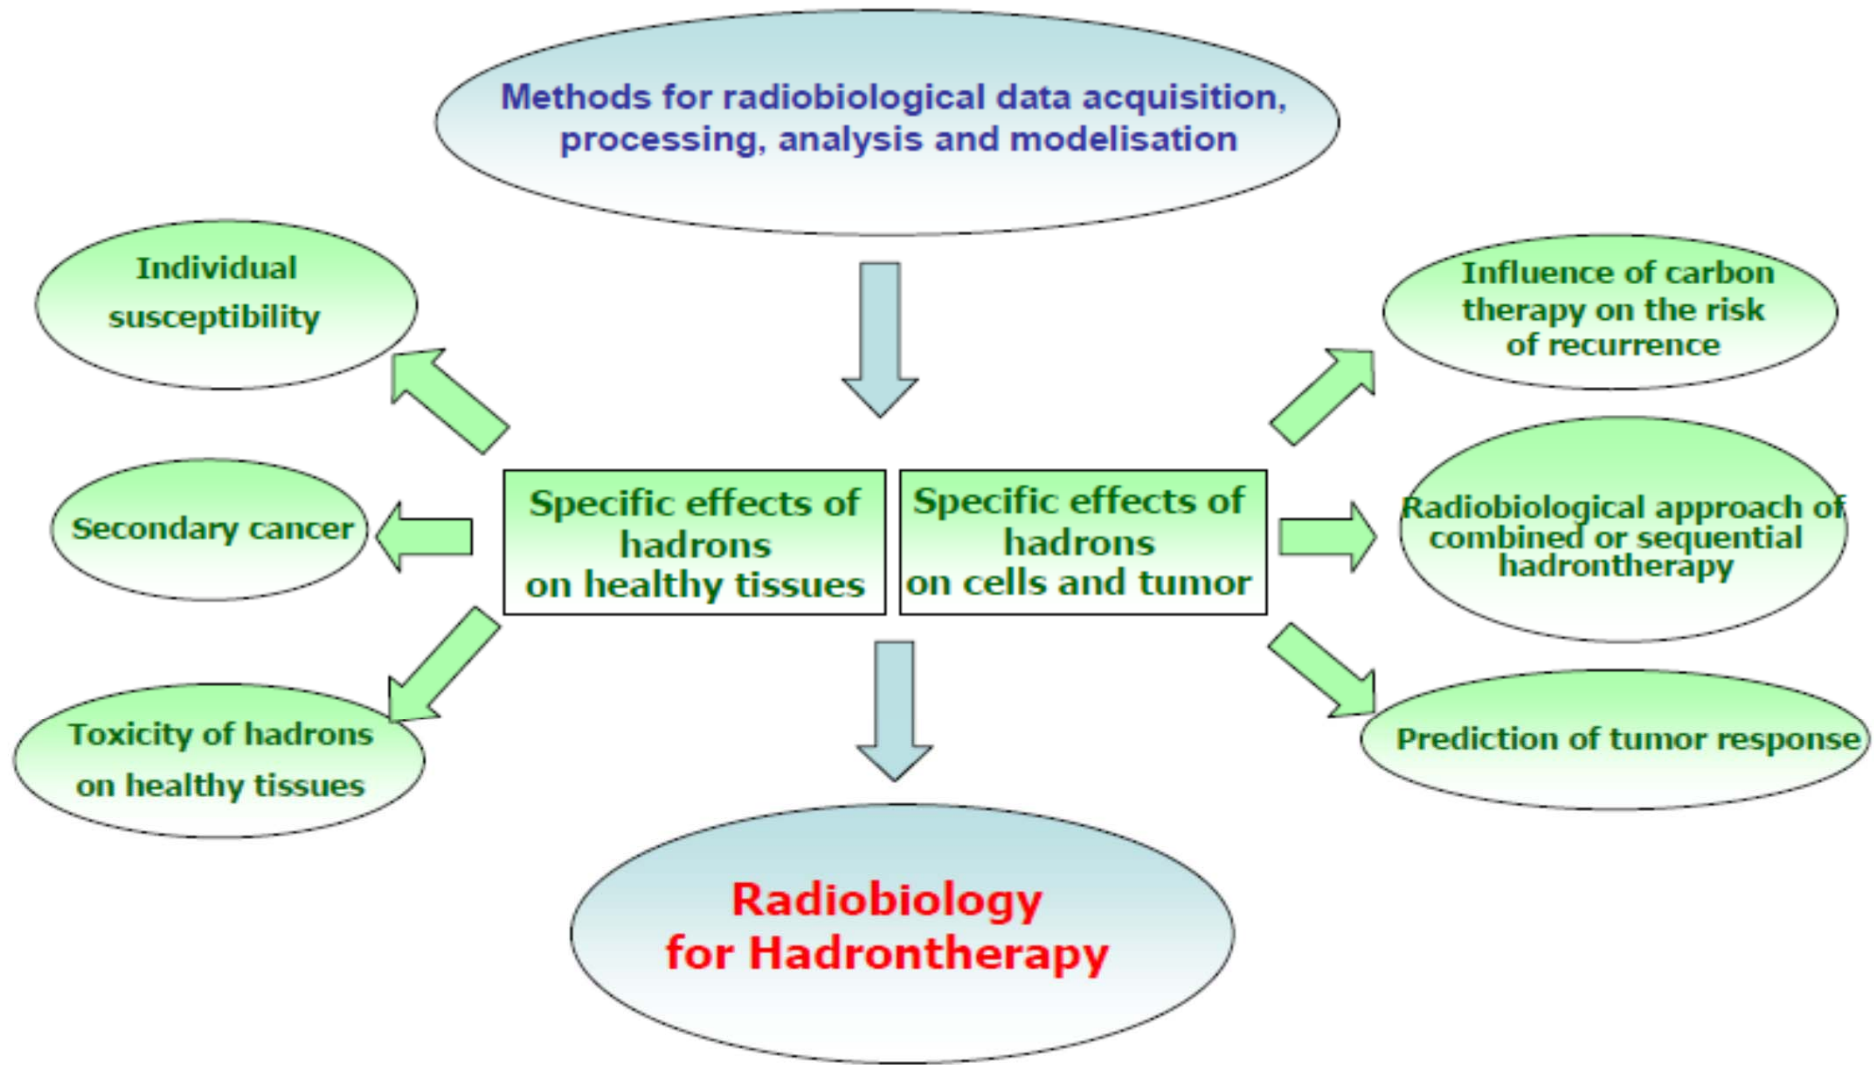 Methods for radiobiological data acquisition,
processing, analysis and modelisation
Individual
susceptibility
Influence of carbon
therapy on the risk
of recurrence
Secondary cancer
Specific effects of
hadrons
on healthy tissues
Specific effects of
hadrons
on cells and tumor
Radiobiological approach of
combined or sequential
hadrontherapy
Toxicity of hadrons
on healthy tissues
Prediction of tumor response
Radiobiology
for Hadrontherapy